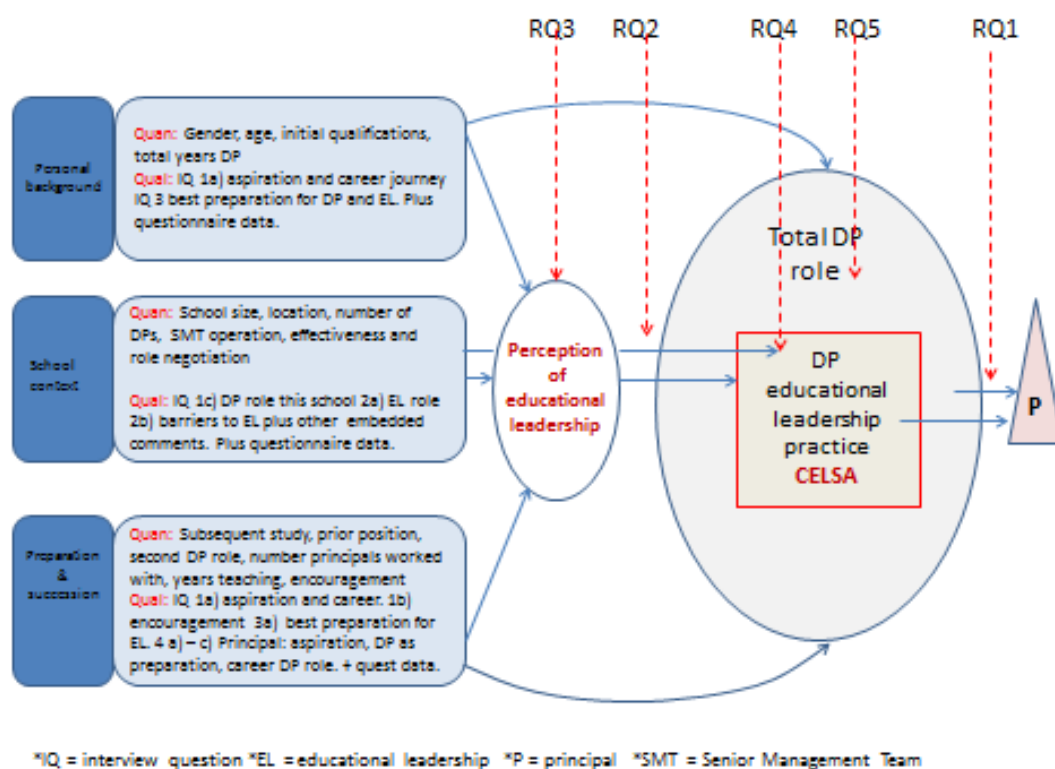 RQ3 RQ2 RQ4 RQ5 RQ1
Personal
background
Quan: Gender, age, initial qualifications,
total years DP
Qual: IQ 1a) aspiration and career journey
IQ 3 best preparation for DP and EL. Plus
questionnaire data.
School
context
Quan: School size, location, number of
DPs, SMT operation, effectiveness and
role negotiation
Qual: IQ 1c) DP role this school 2a) EL role
2b) barriers to EL plus other embedded
comments. Plus questionnaire data.
Preparation
&
succession
Quan: Subsequent study, prior position,
second DP role, number principals worked
with, years teaching, encouragement
Qual: IQ 1a) aspiration and career. 1b)
encouragement 3a) best preparation for
EL. 4 a) – c) Principal: aspiration, DP as
preparation, career DP role. + quest data.
Perception
of
educational
leadership
Total DP
role
DP
educational
leadership
practice
CELSA
P
*IQ = interview question *EL = educational leadership *P = principal *SMT = Senior Management Team